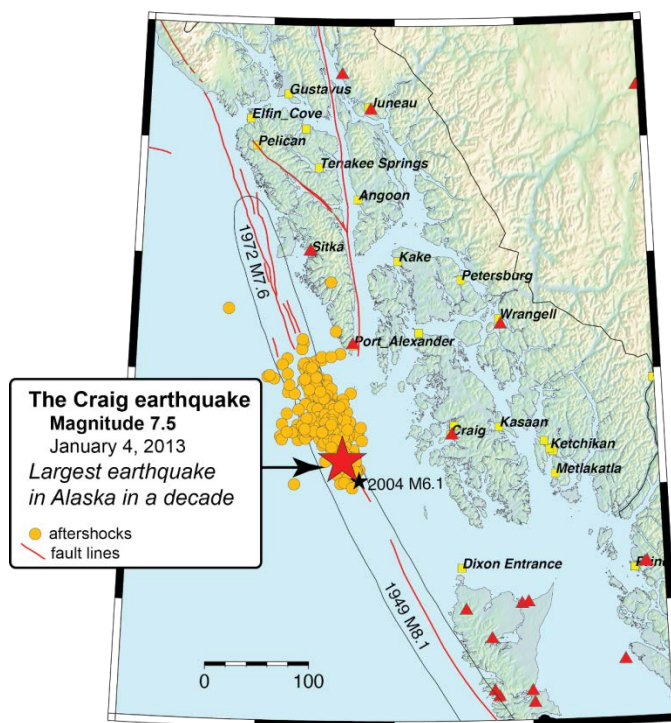 Gustavus
Juneau
Elfin_Cove
Pelican
Tenakee Springs
Angoon
Sitka
Kake
1972 M7.6
Petersburg
Wrangell
Port_Alexander
The Craig earthquake
Magnitude 7.5
January 4, 2013
Largest earthquake
in Alaska in a decade
aftershocks
fault lines
Craig
Kasaan
Ketchikan
Metlakatla
2004 M6.1
Dixon Entrance
1949 M8.1
0
100